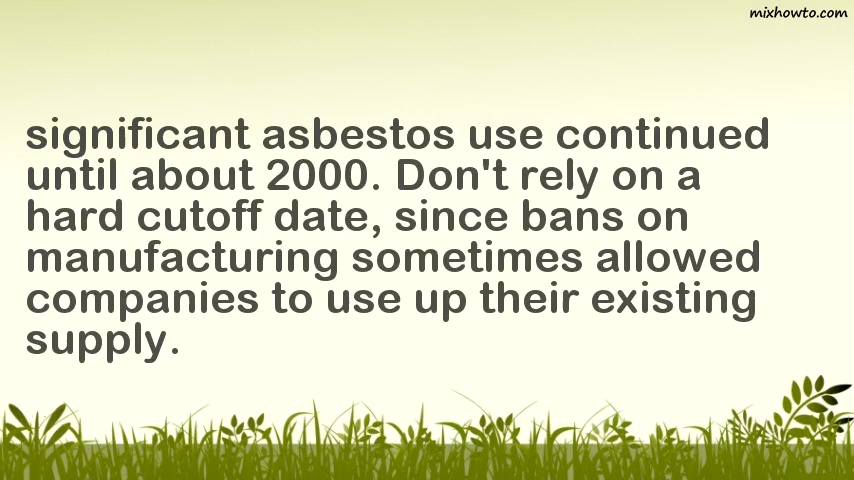 mixhowto.com
significant asbestos use continued
until about 2000. Don't rely on a
hard cutoff date, since bans on
manufacturing sometimes allowed
companies to use up their existing
supply.